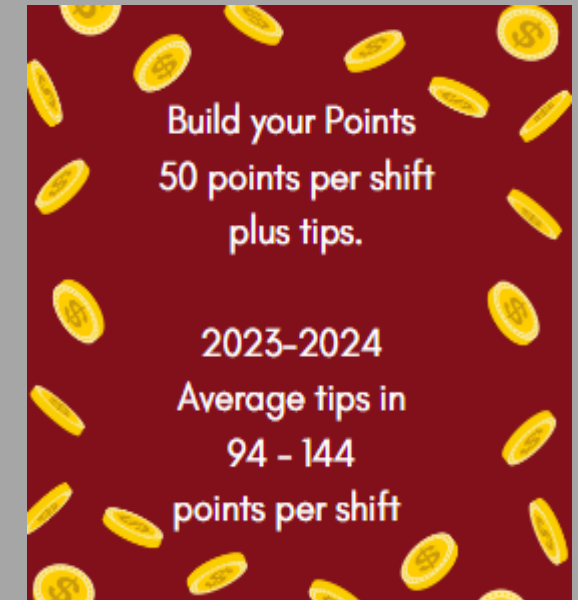 Build your Points
50 points per shift
plus tips.
2023-2024
Average tips in
94 - 144
points per shift